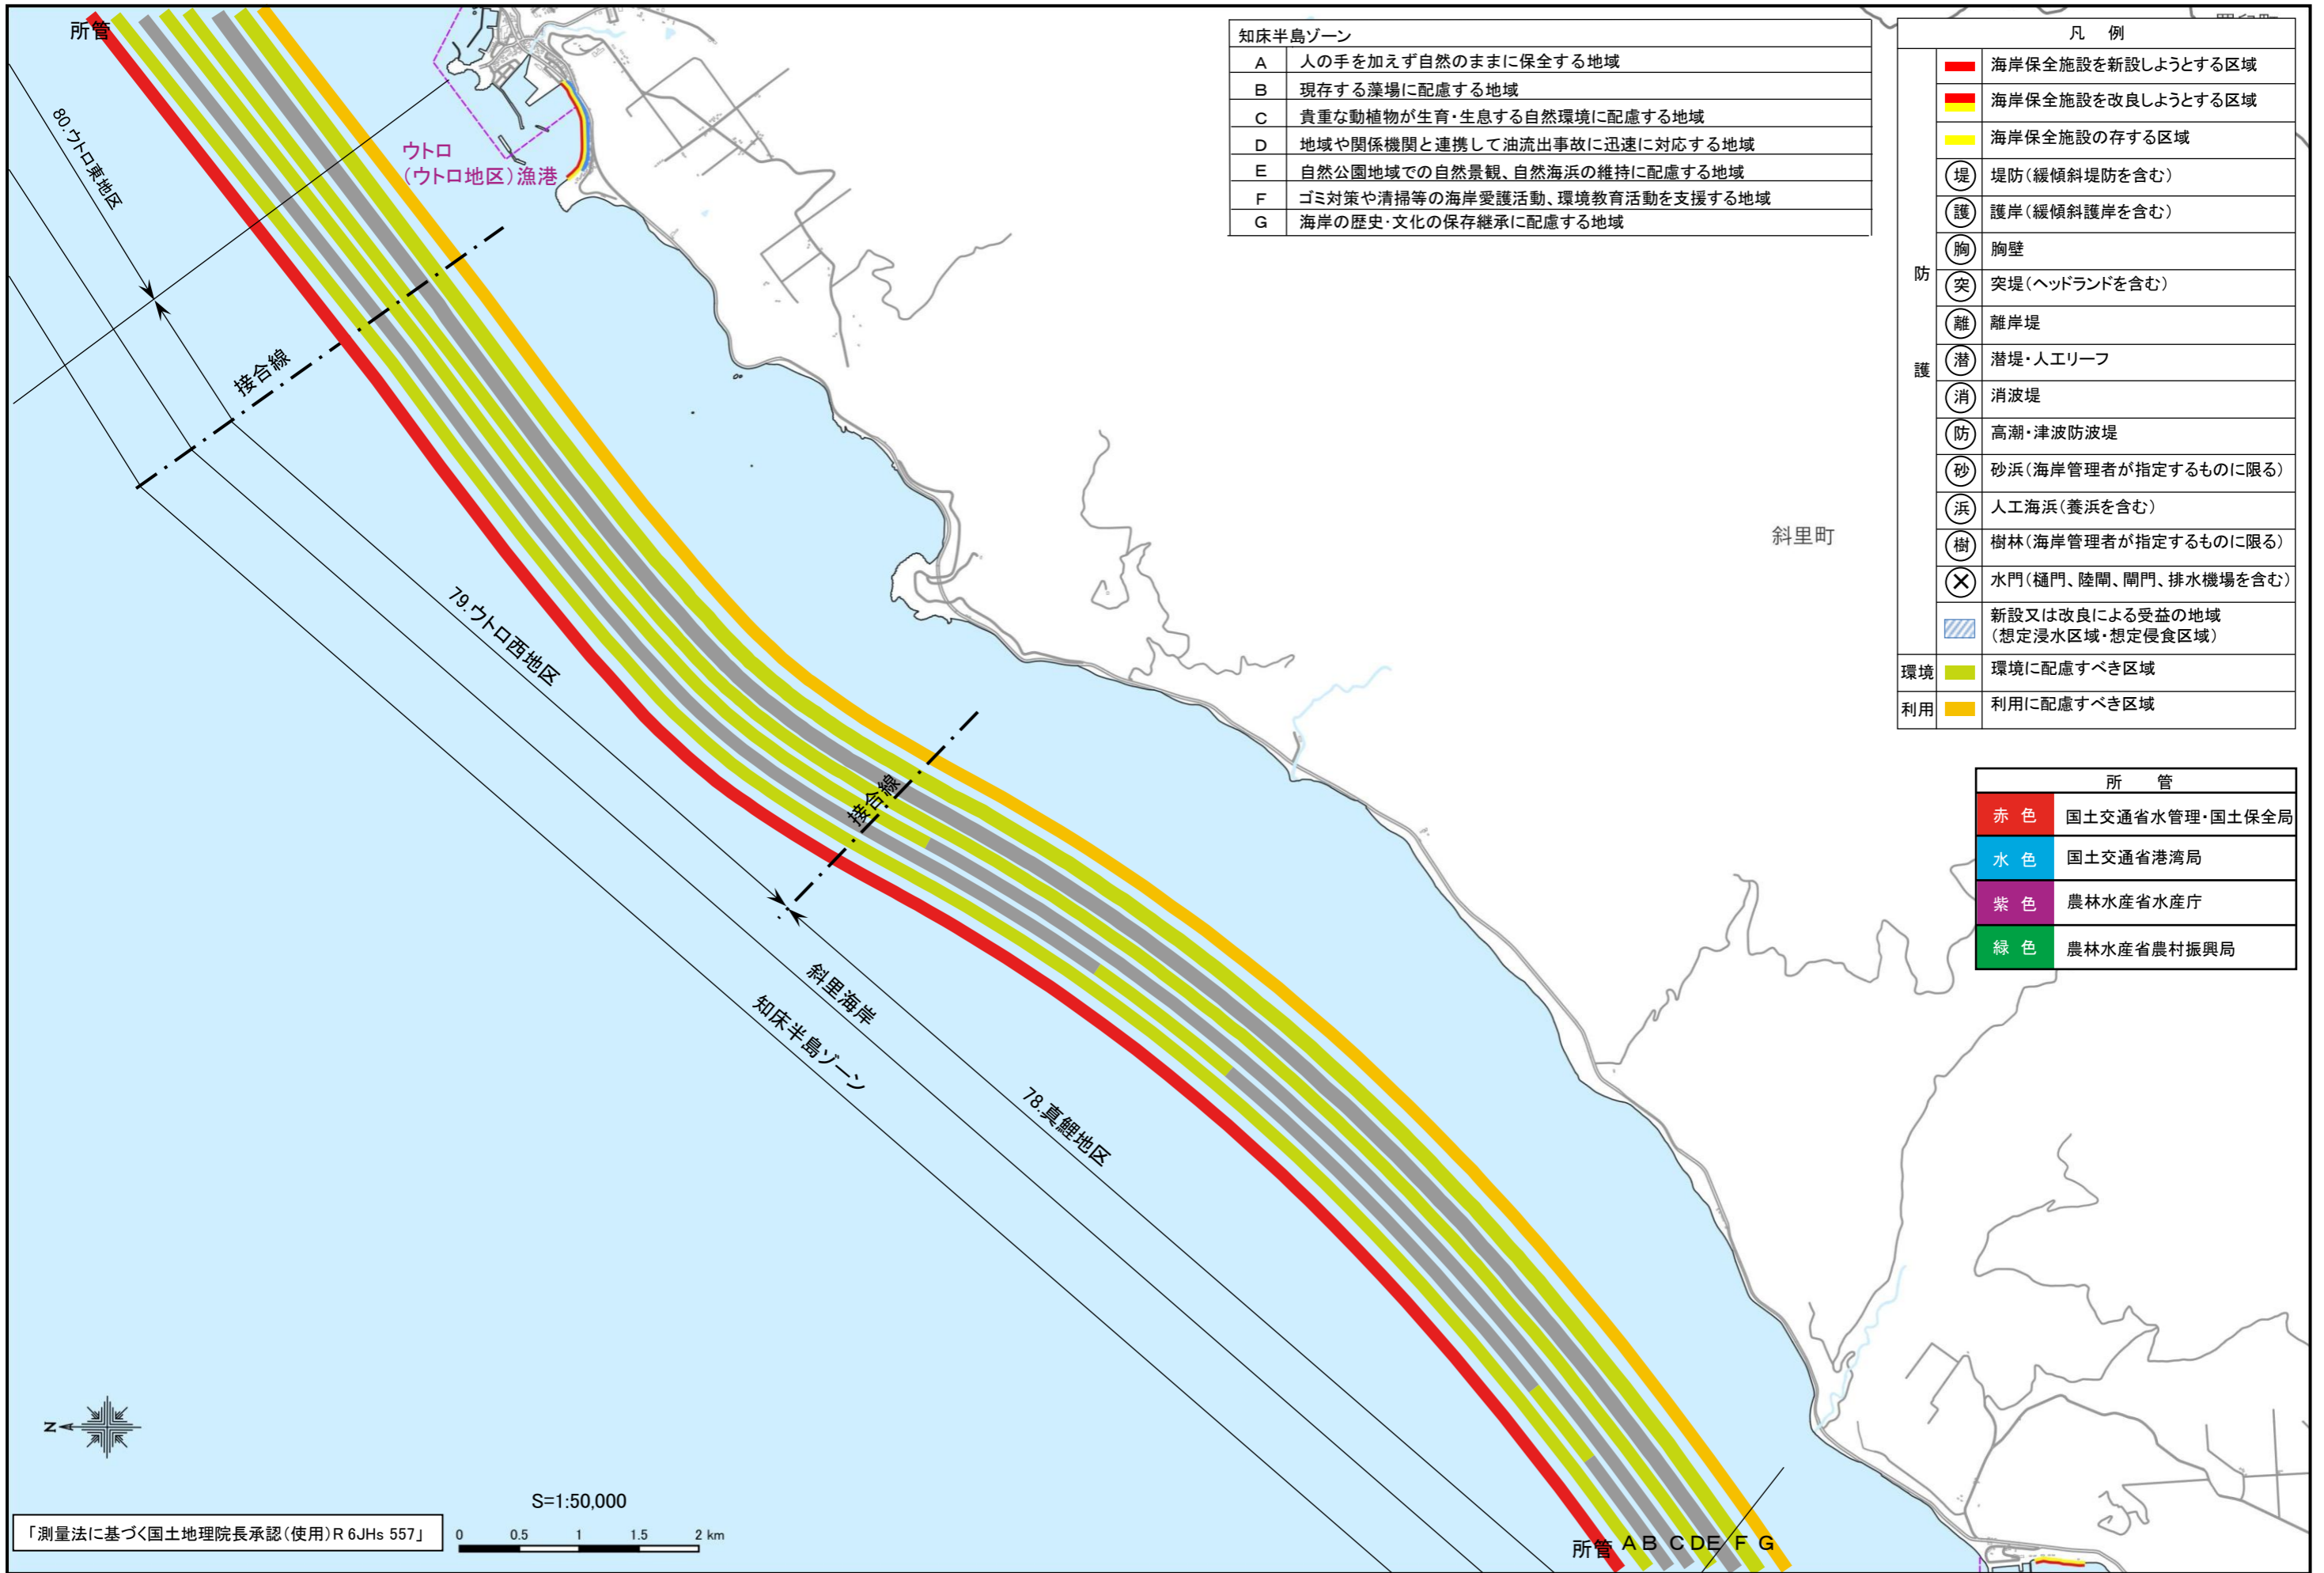 所管
80.ウトロ東地区
ウトロ
(ウトロ地区)漁港
接合線
79.ウトロ西地区
接合線
斜里海岸
知床半島ゾーン
78.真鯉地区
斜里町
知床半島ゾーン
A 人の手を加えず自然のままに保全する地域
B 現存する藻場に配慮する地域
C 貴重な動植物が生育・生息する自然環境に配慮する地域
D 地域や関係機関と連携して油流出事故に迅速に対応する地域
E 自然公園地域での自然景観、自然海浜の維持に配慮する地域
F ゴミ対策や清掃等の海岸愛護活動、環境教育活動を支援する地域
G 海岸の歴史・文化の保存継承に配慮する地域
凡 例
防護
海岸保全施設を新設しようとする区域
海岸保全施設を改良しようとする区域
海岸保全施設の存する区域
堤 堤防(緩傾斜堤防を含む)
護 護岸(緩傾斜護岸を含む)
胸 胸壁
突 突堤(ヘッドランドを含む)
離 離岸堤
潜 潜堤・人工リーフ
消 消波堤
防 高潮・津波防波堤
砂 砂浜(海岸管理者が指定するものに限る)
浜 人工海浜(養浜を含む)
樹 樹林(海岸管理者が指定するものに限る)
水門(樋門、陸閘、閘門、排水機場を含む)
新設又は改良による受益の地域
(想定浸水区域・想定侵食区域)
環境 環境に配慮すべき区域
利用 利用に配慮すべき区域
所 管
赤 色 国土交通省水管理・国土保全局
水 色 国土交通省港湾局
紫 色 農林水産省水産庁
緑 色 農林水産省農村振興局
N
S=1:50,000
「測量法に基づく国土地理院長承認(使用)R 6JHs 557」
0 0.5 1 1.5 2 km
所管 A B C D E F G